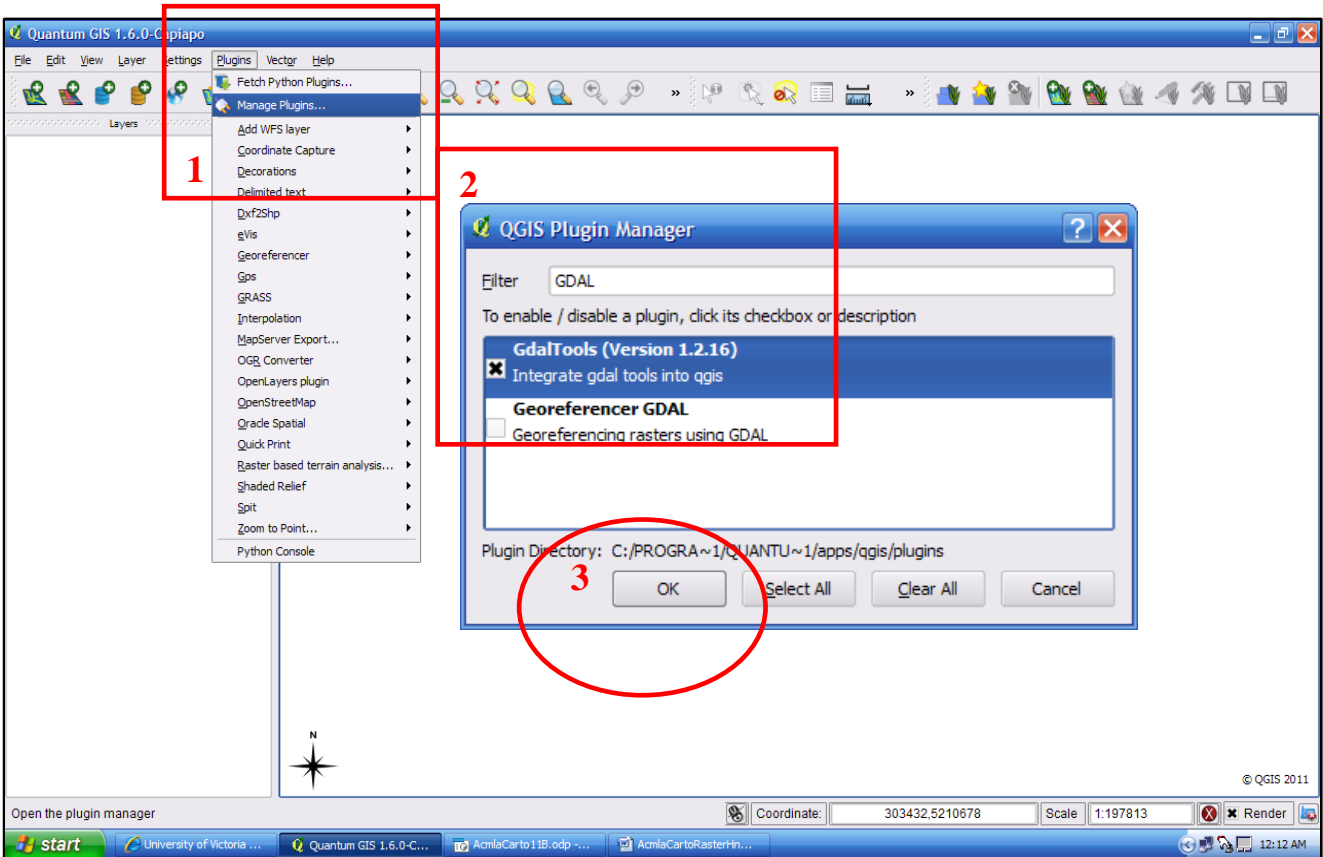 Quantum GIS 1.6.0-Capiapo
File Edit View Layer Settings Plugins Vector Help
Fetch Python Plugins...
Manage Plugins...
Layers
Add WFS layer
Coordinate Capture
1
Decorations
Delimited text
Dxf2Shp
eVis
Georeferencer
Gps
GRASS
Interpolation
MapServer Export...
OGR Converter
OpenLayers plugin
OpenStreetMap
Oracle Spatial
Quick Print
Raster based terrain analysis...
Shaded Relief
Spit
Zoom to Point...
Python Console
2
QGIS Plugin Manager
Filter GDAL
To enable / disable a plugin, click its checkbox or description
GdalTools (Version 1.2.16)
Integrate gdal tools into qgis
Georeferencer GDAL
Georeferencing rasters using GDAL
Plugin Directory: C:/PROGRA~1/QUANTU~1/apps/qgis/plugins
3
OK Select All Clear All Cancel
N
© QGIS 2011
Open the plugin manager
Coordinate: 303432,5210678 Scale 1:197813 Render
start University of Victoria ... Quantum GIS 1.6.0-C... AcmlaCarto11B.odp -... AcmlaCartoRasterHn... 12:12 AM